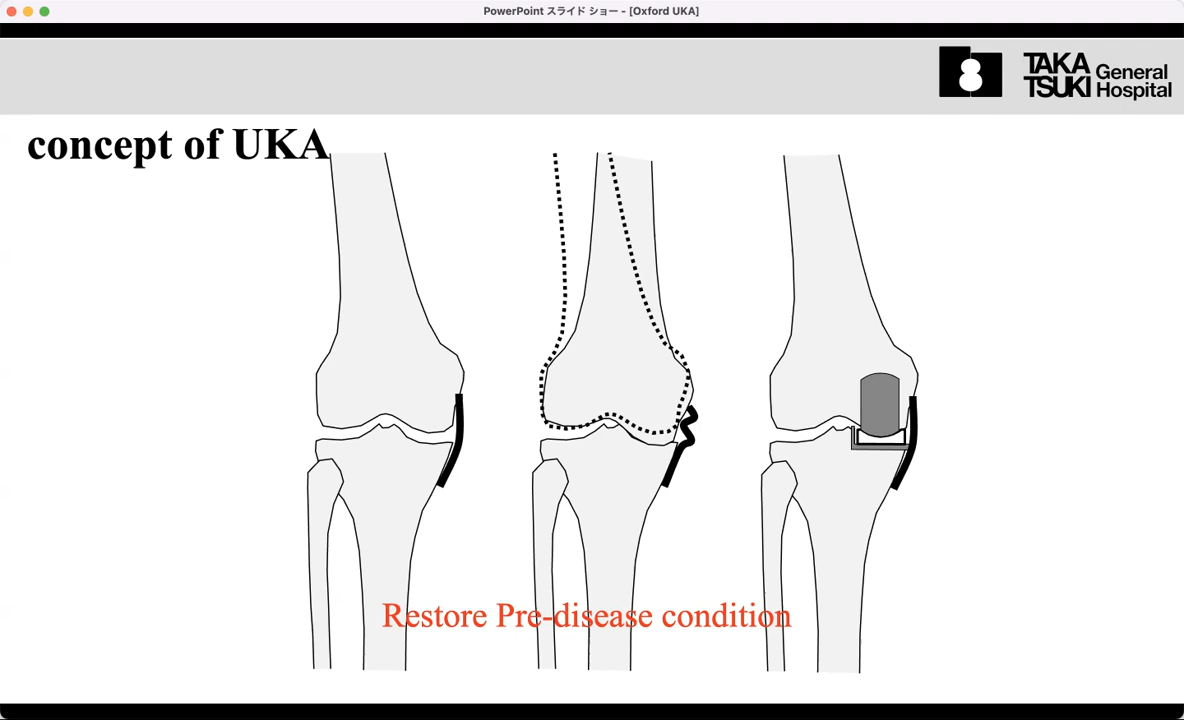 PowerPoint スライド ショー - [Oxford UKA]
TAKA
TSUKI
General
Hospital
concept of UKA
Restore Pre-disease condition